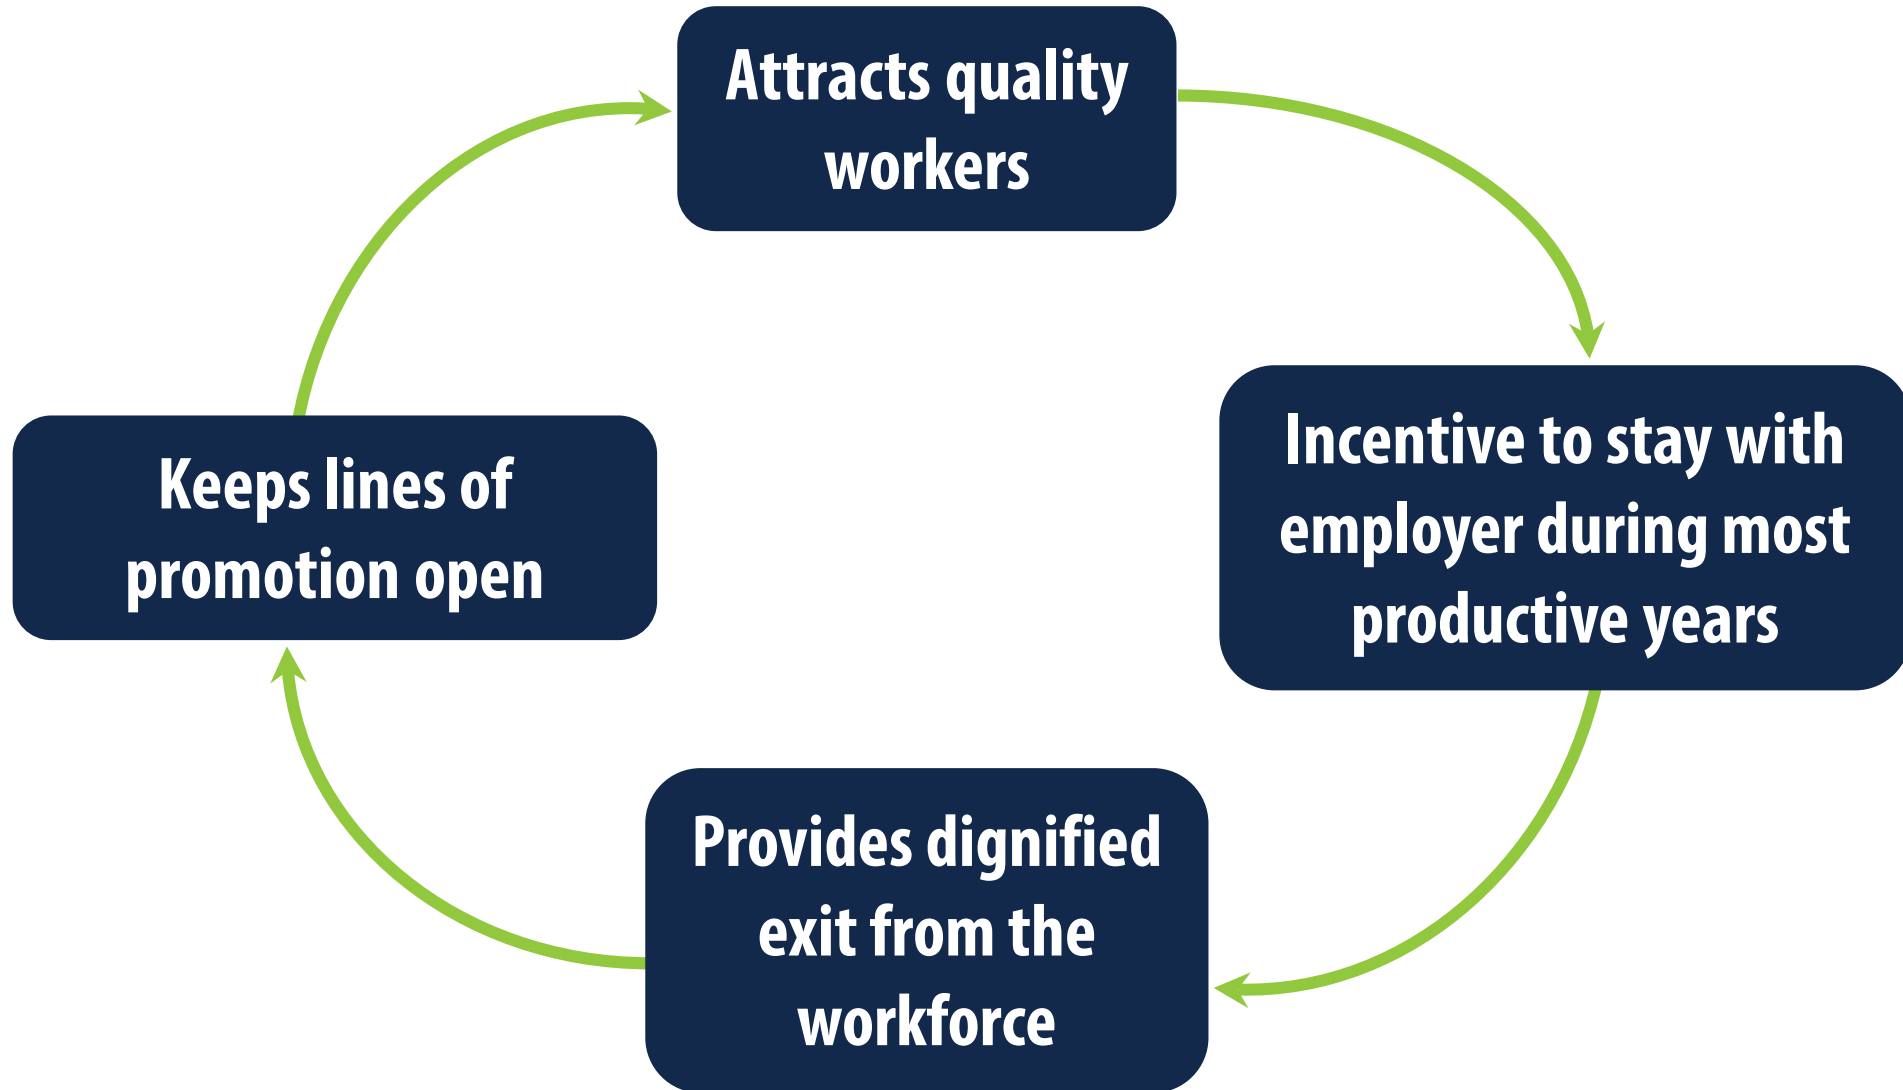 Attracts quality
workers
Incentive to stay with
employer during most
productive years
Provides dignified
exit from the
workforce
Keeps lines of
promotion open